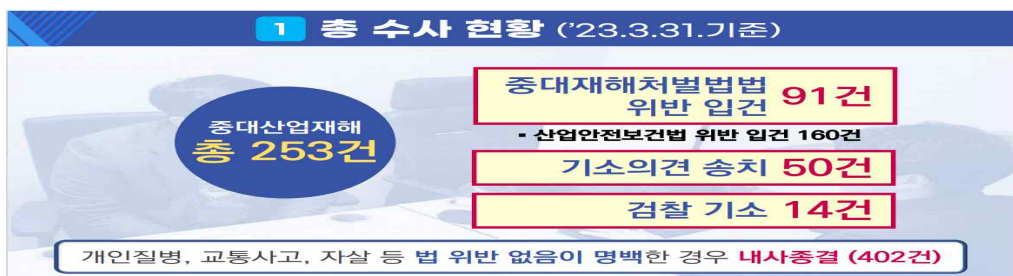 1 총 수사 현황 ('23.3.31.기준)
중대산업재해
총 253건
중대재해처벌법법
위반 입건 91건
- 산업안전보건법 위반 입건 160건
기소의견 송치 50건
검찰 기소 14건
개인질병, 교통사고, 자살 등 법 위반 없음이 명백한 경우 내사종결 (402건)